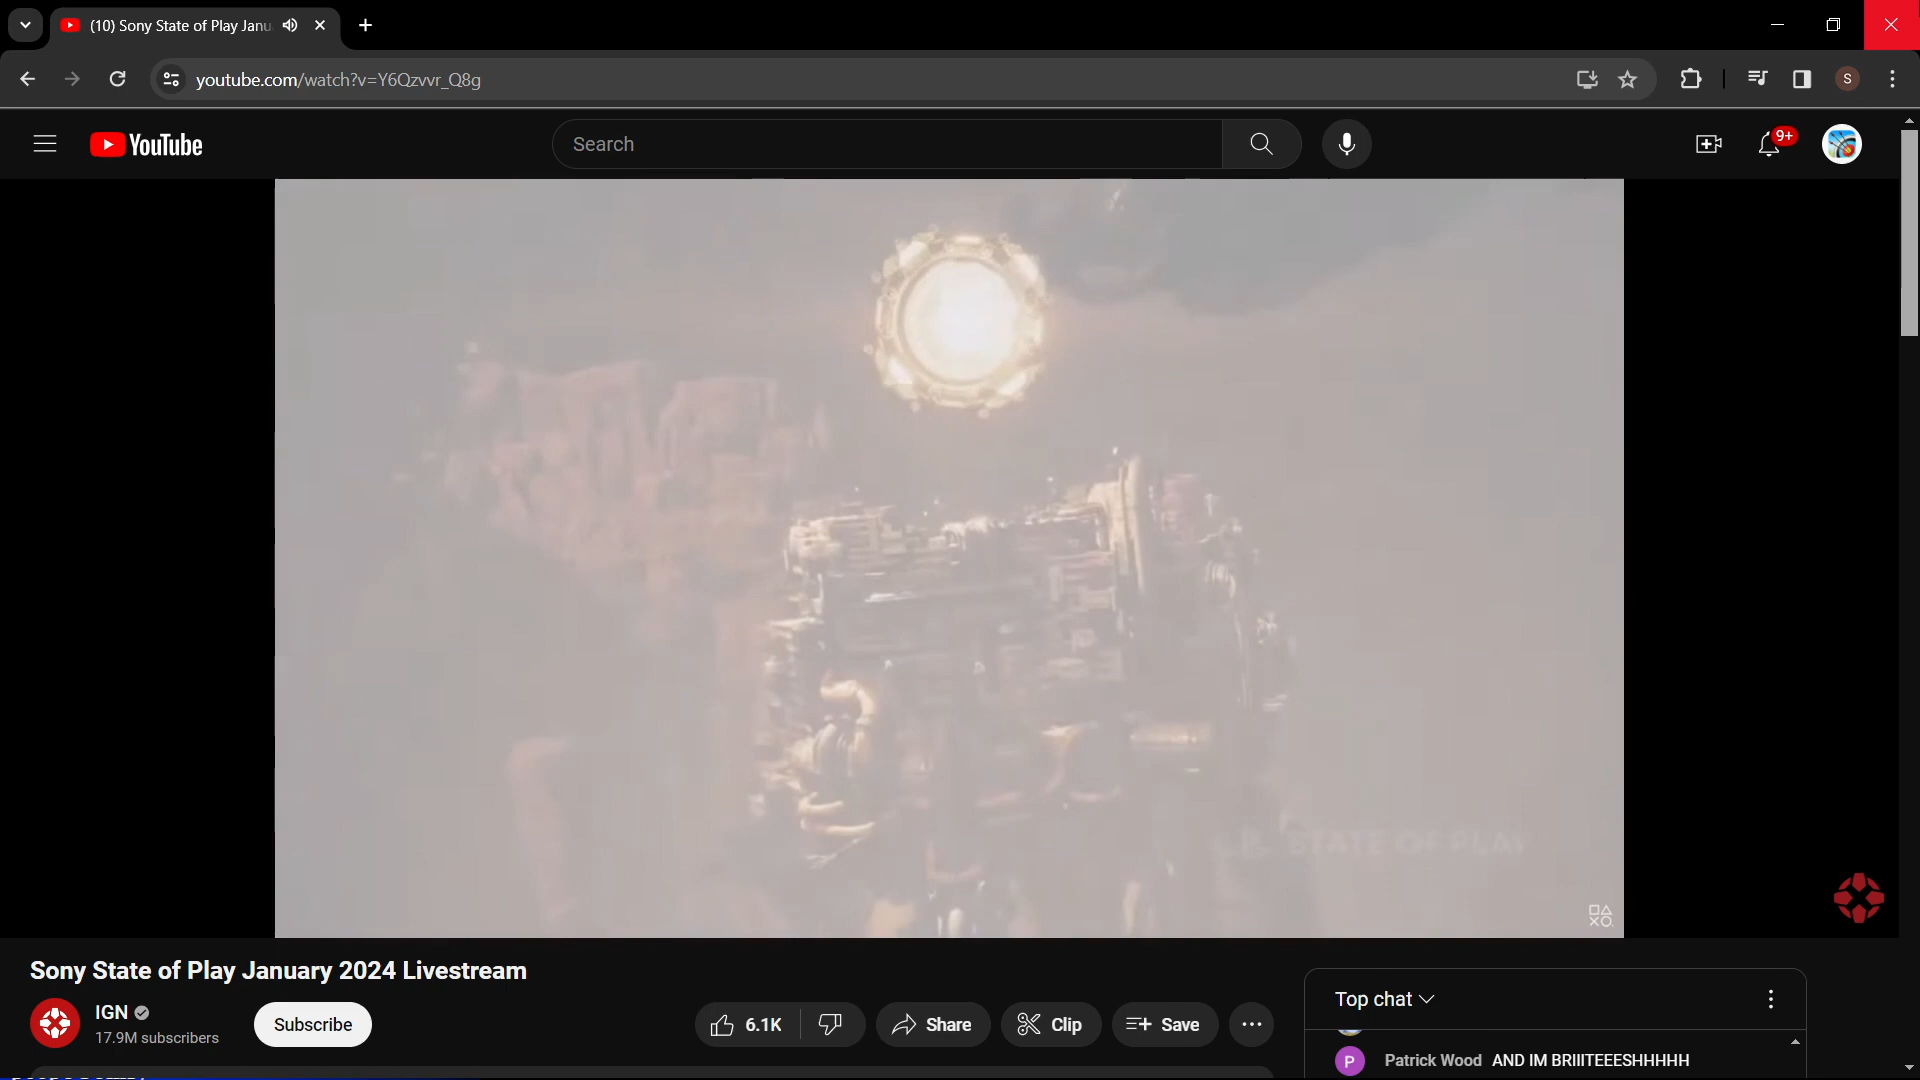 (10) Sony State of Play Janu
youtube.com/watch?v=Y6Qzvvr_Q8g
S
YouTube
Search
9+
STATE OF PLAY
Sony State of Play January 2024 Livestream
IGN
17.9M subscribers
Subscribe
6.1K
Share
Clip
Save
Top chat
P
Patrick Wood AND IM BRIIITEEESHHHHH